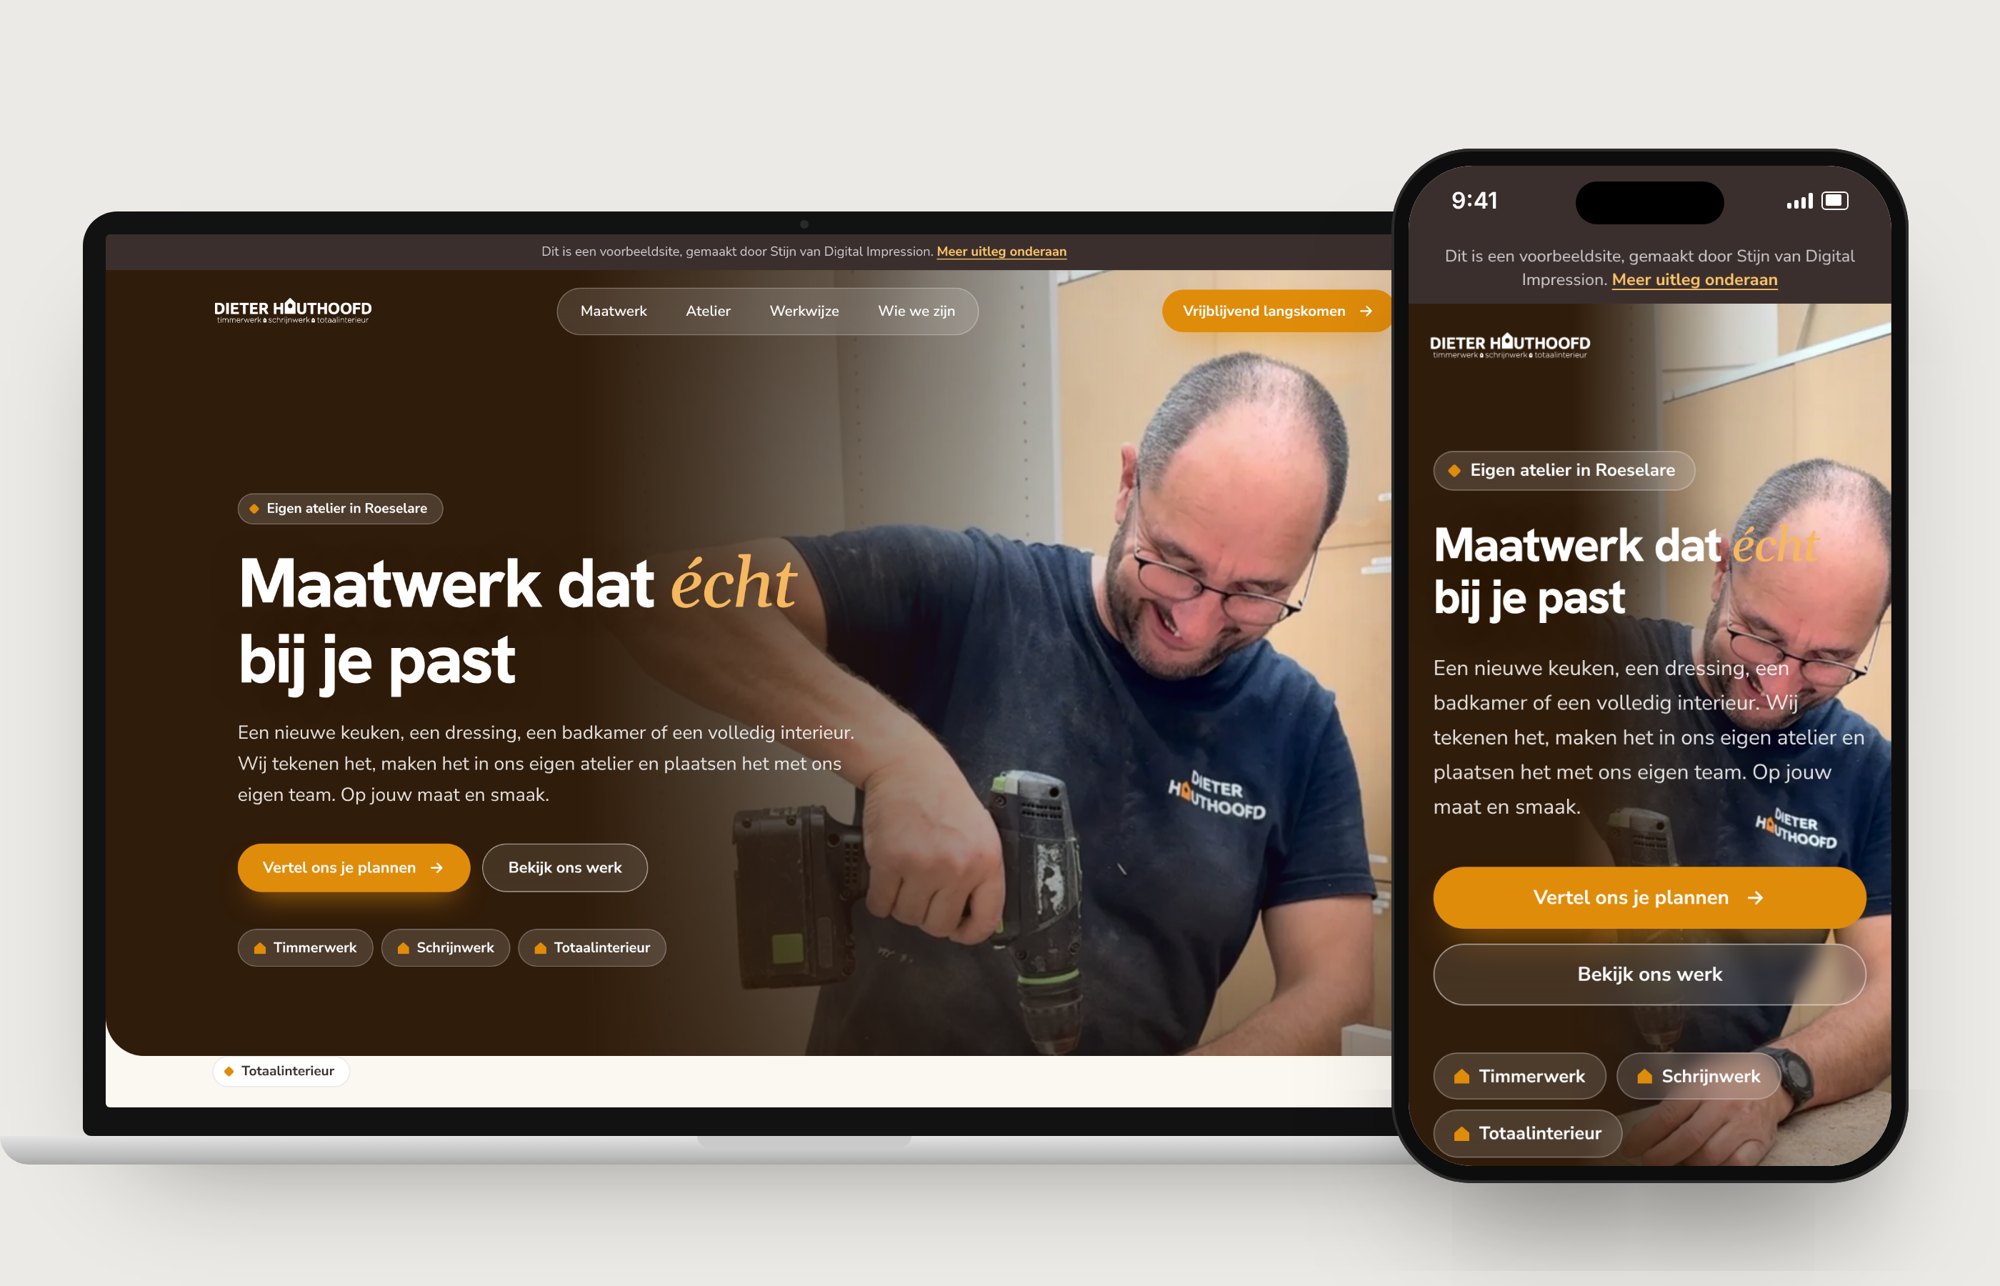 Dit is een voorbeeldsite, gemaakt door Stijn van Digital Impression. Meer uitleg onderaan
DIETER HOUTHOOFD
timmerwerk schrijnwerk totaalinterieur
Maatwerk Atelier Werkwijze Wie we zijn
Vrijblijvend langskomen →
Eigen atelier in Roeselare
Maatwerk dat écht
bij je past
Een nieuwe keuken, een dressing, een badkamer of een volledig interieur.
Wij tekenen het, maken het in ons eigen atelier en plaatsen het met ons
eigen team. Op jouw maat en smaak.
Vertel ons je plannen →
Bekijk ons werk
Timmerwerk Schrijnwerk Totaalinterieur
DIETER
HOUTHOOFD
Totaalinterieur
9:41
Dit is een voorbeeldsite, gemaakt door Stijn van Digital
Impression. Meer uitleg onderaan
DIETER HOUTHOOFD
timmerwerk schrijnwerk totaalinterieur
Eigen atelier in Roeselare
Maatwerk dat écht
bij je past
Een nieuwe keuken, een dressing, een
badkamer of een volledig interieur. Wij
tekenen het, maken het in ons eigen atelier en
plaatsen het met ons eigen team. Op jouw
maat en smaak.
DIETER
HOUTHOOFD
Vertel ons je plannen →
Bekijk ons werk
Timmerwerk Schrijnwerk
Totaalinterieur